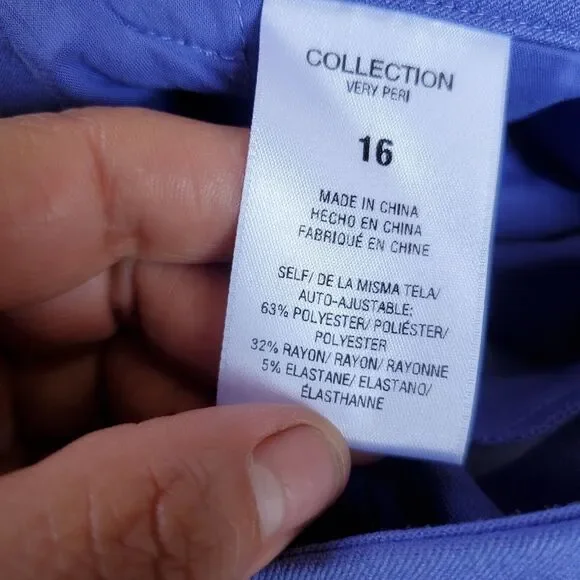 COLLECTION
VERY PERI
16
MADE IN CHINA
HECHO EN CHINA
FABRIQUÉ EN CHINE
SELF/ DE LA MISMA TELA/
AUTO-AJUSTABLE:
63% POLYESTER/ POLIÉSTER/
POLYESTER
32% RAYON/ RAYON/ RAYONNE
5% ELASTANE/ ELASTANO/
ÉLASTHANNE